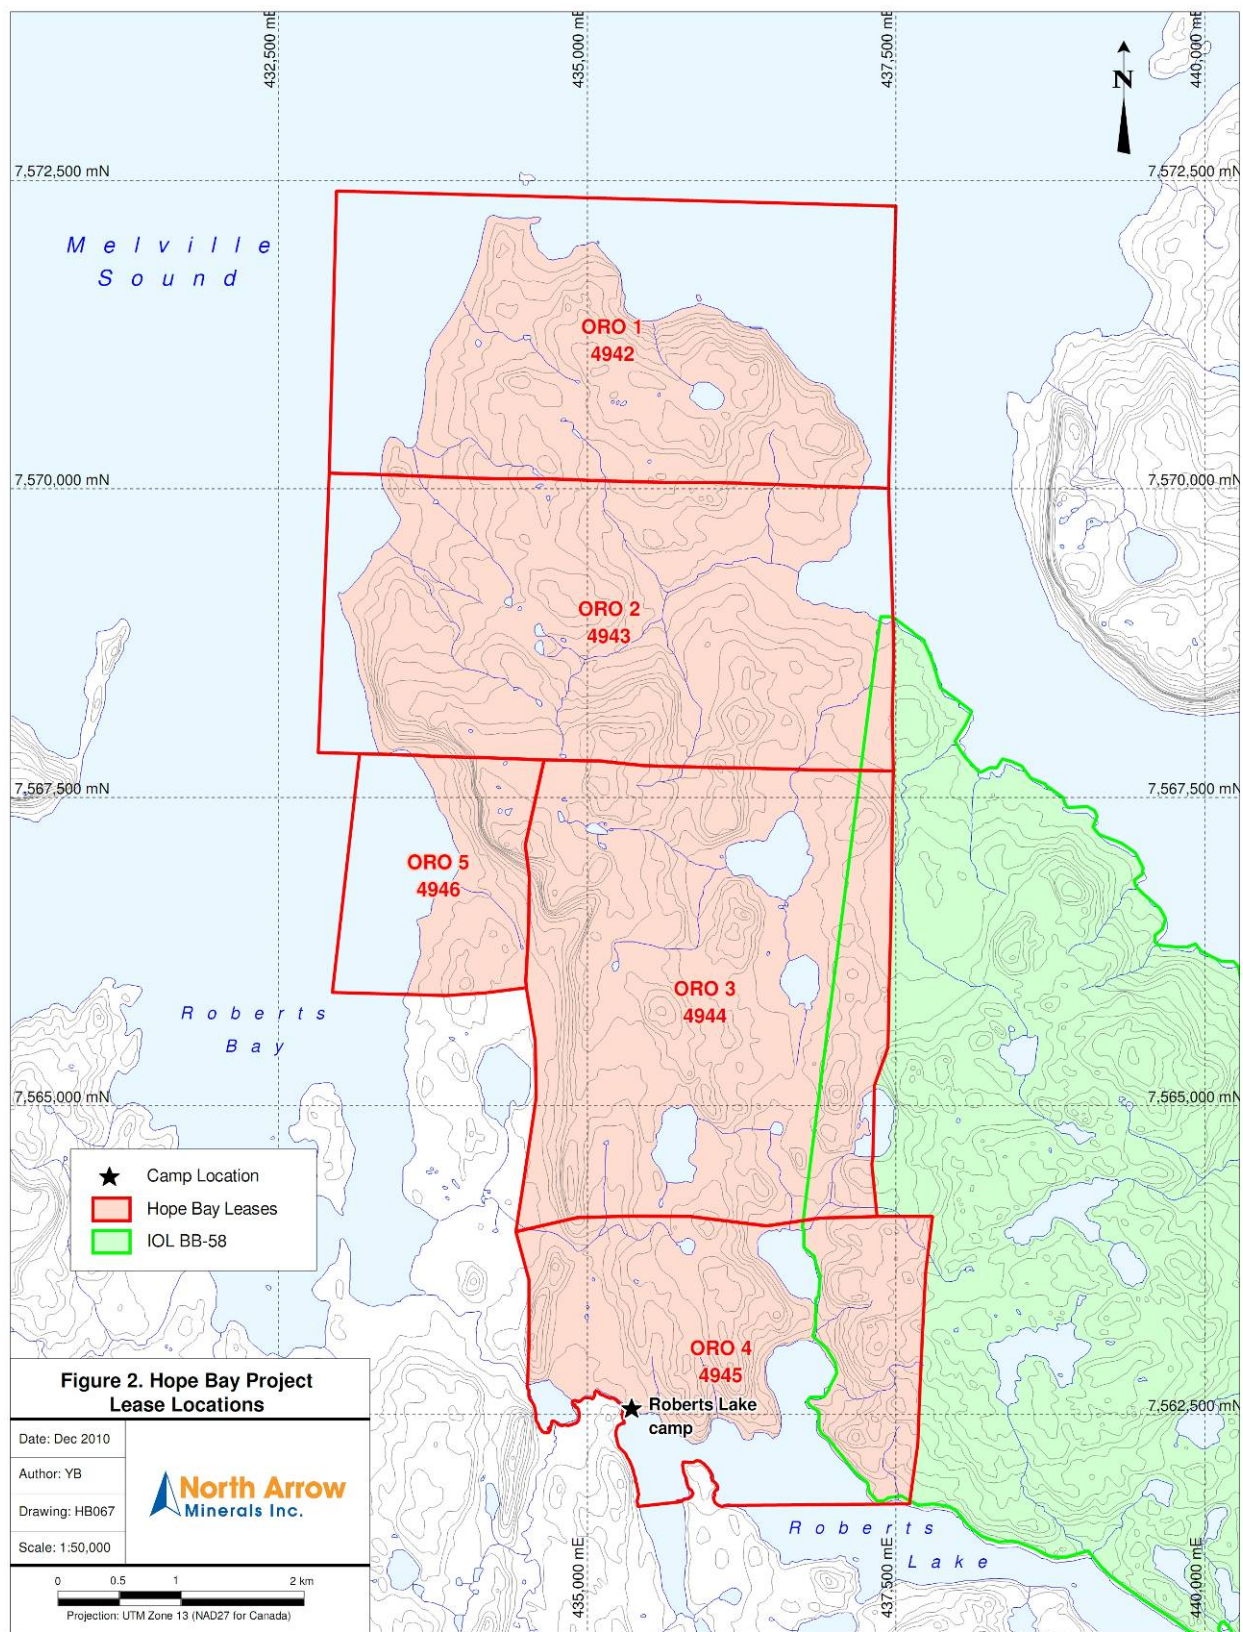 432,500 mE
435,000 mE
437,500 mE
440,000 mE
N
7,572,500 mN
7,572,500 mN
Melville
Sound
ORO 1
4942
7,570,000 mN
7,570,000 mN
ORO 2
4943
7,567,500 mN
7,567,500 mN
ORO 5
4946
ORO 3
4944
Roberts
Bay
7,565,000 mN
7,565,000 mN
Camp Location
Hope Bay Leases
IOL BB-58
ORO 4
4945
Roberts Lake
camp
7,562,500 mN
Figure 2. Hope Bay Project
Lease Locations
Date: Dec 2010
Author: YB
Drawing: HB067
Scale: 1:50,000
North Arrow
Minerals Inc.
0 0.5 1 2 km
Projection: UTM Zone 13 (NAD27 for Canada)
Roberts
Lake
435,000 mE
437,500 mE
440,000 mE